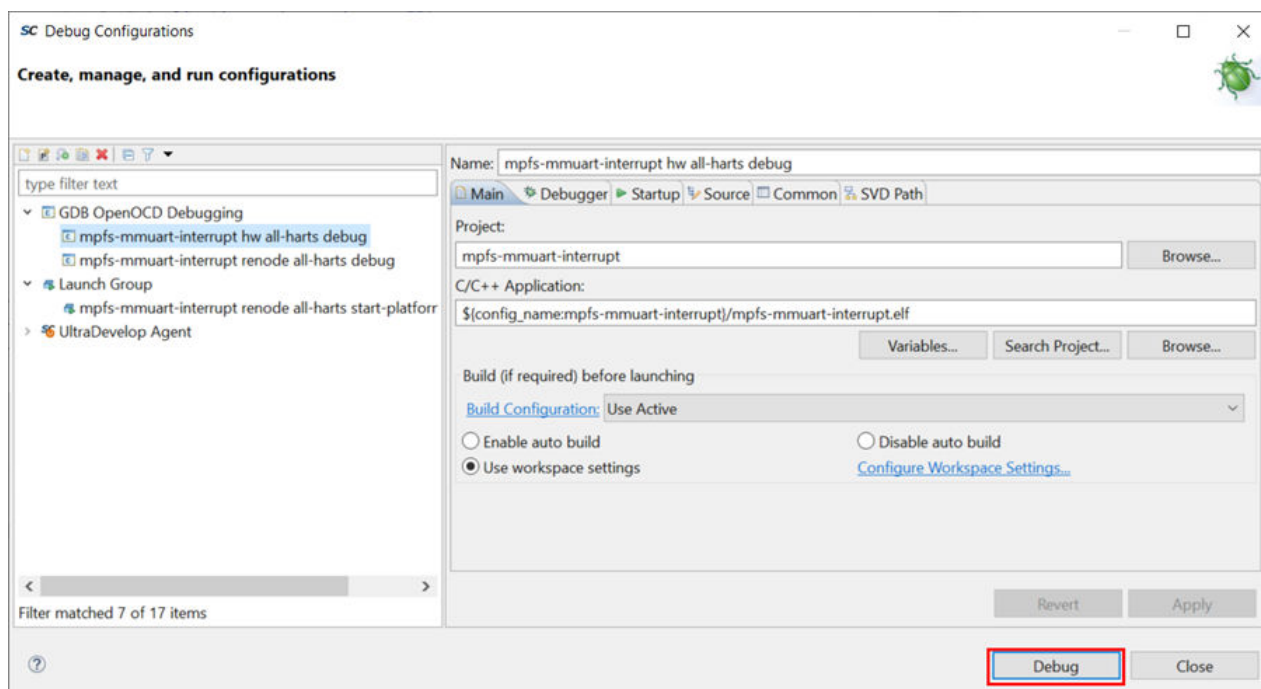 SC Debug Configurations
Create, manage, and run configurations
type filter text
GDB OpenOCD Debugging
mpfs-mmuart-interrupt hw all-harts debug
mpfs-mmuart-interrupt renode all-harts debug
Launch Group
mpfs-mmuart-interrupt renode all-harts start-platforr
UltraDevelop Agent
Filter matched 7 of 17 items
Name: mpfs-mmuart-interrupt hw all-harts debug
Main Debugger Startup Source Common SVD Path
Project:
mpfs-mmuart-interrupt Browse...
C/C++ Application:
${config_name:mpfs-mmuart-interrupt}/mpfs-mmuart-interrupt.elf
Variables... Search Project... Browse...
Build (if required) before launching
Build Configuration: Use Active
Enable auto build Disable auto build
Use workspace settings Configure Workspace Settings...
Revert Apply
? Debug Close